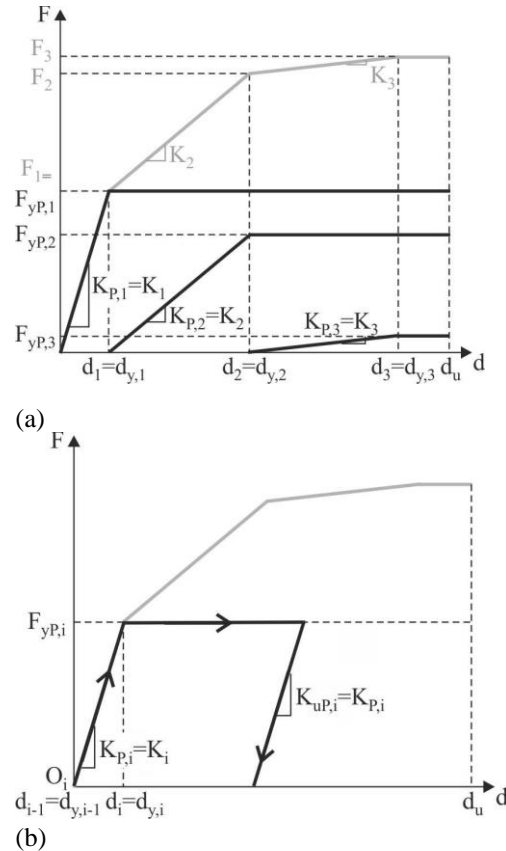 F
F3
F2
K3
F1=
K2
FyP,1
FyP,2
KP,1=K1
KP,2=K2
KP,3=K3
FyP,3
d1=dy,1 d2=dy,2 d3=dy,3 du d
(a)
F
FyP,i
KuP,i=KP,i
KP,i=Ki
Oi
di-1=dy,i-1 di=dy,i du d
(b)